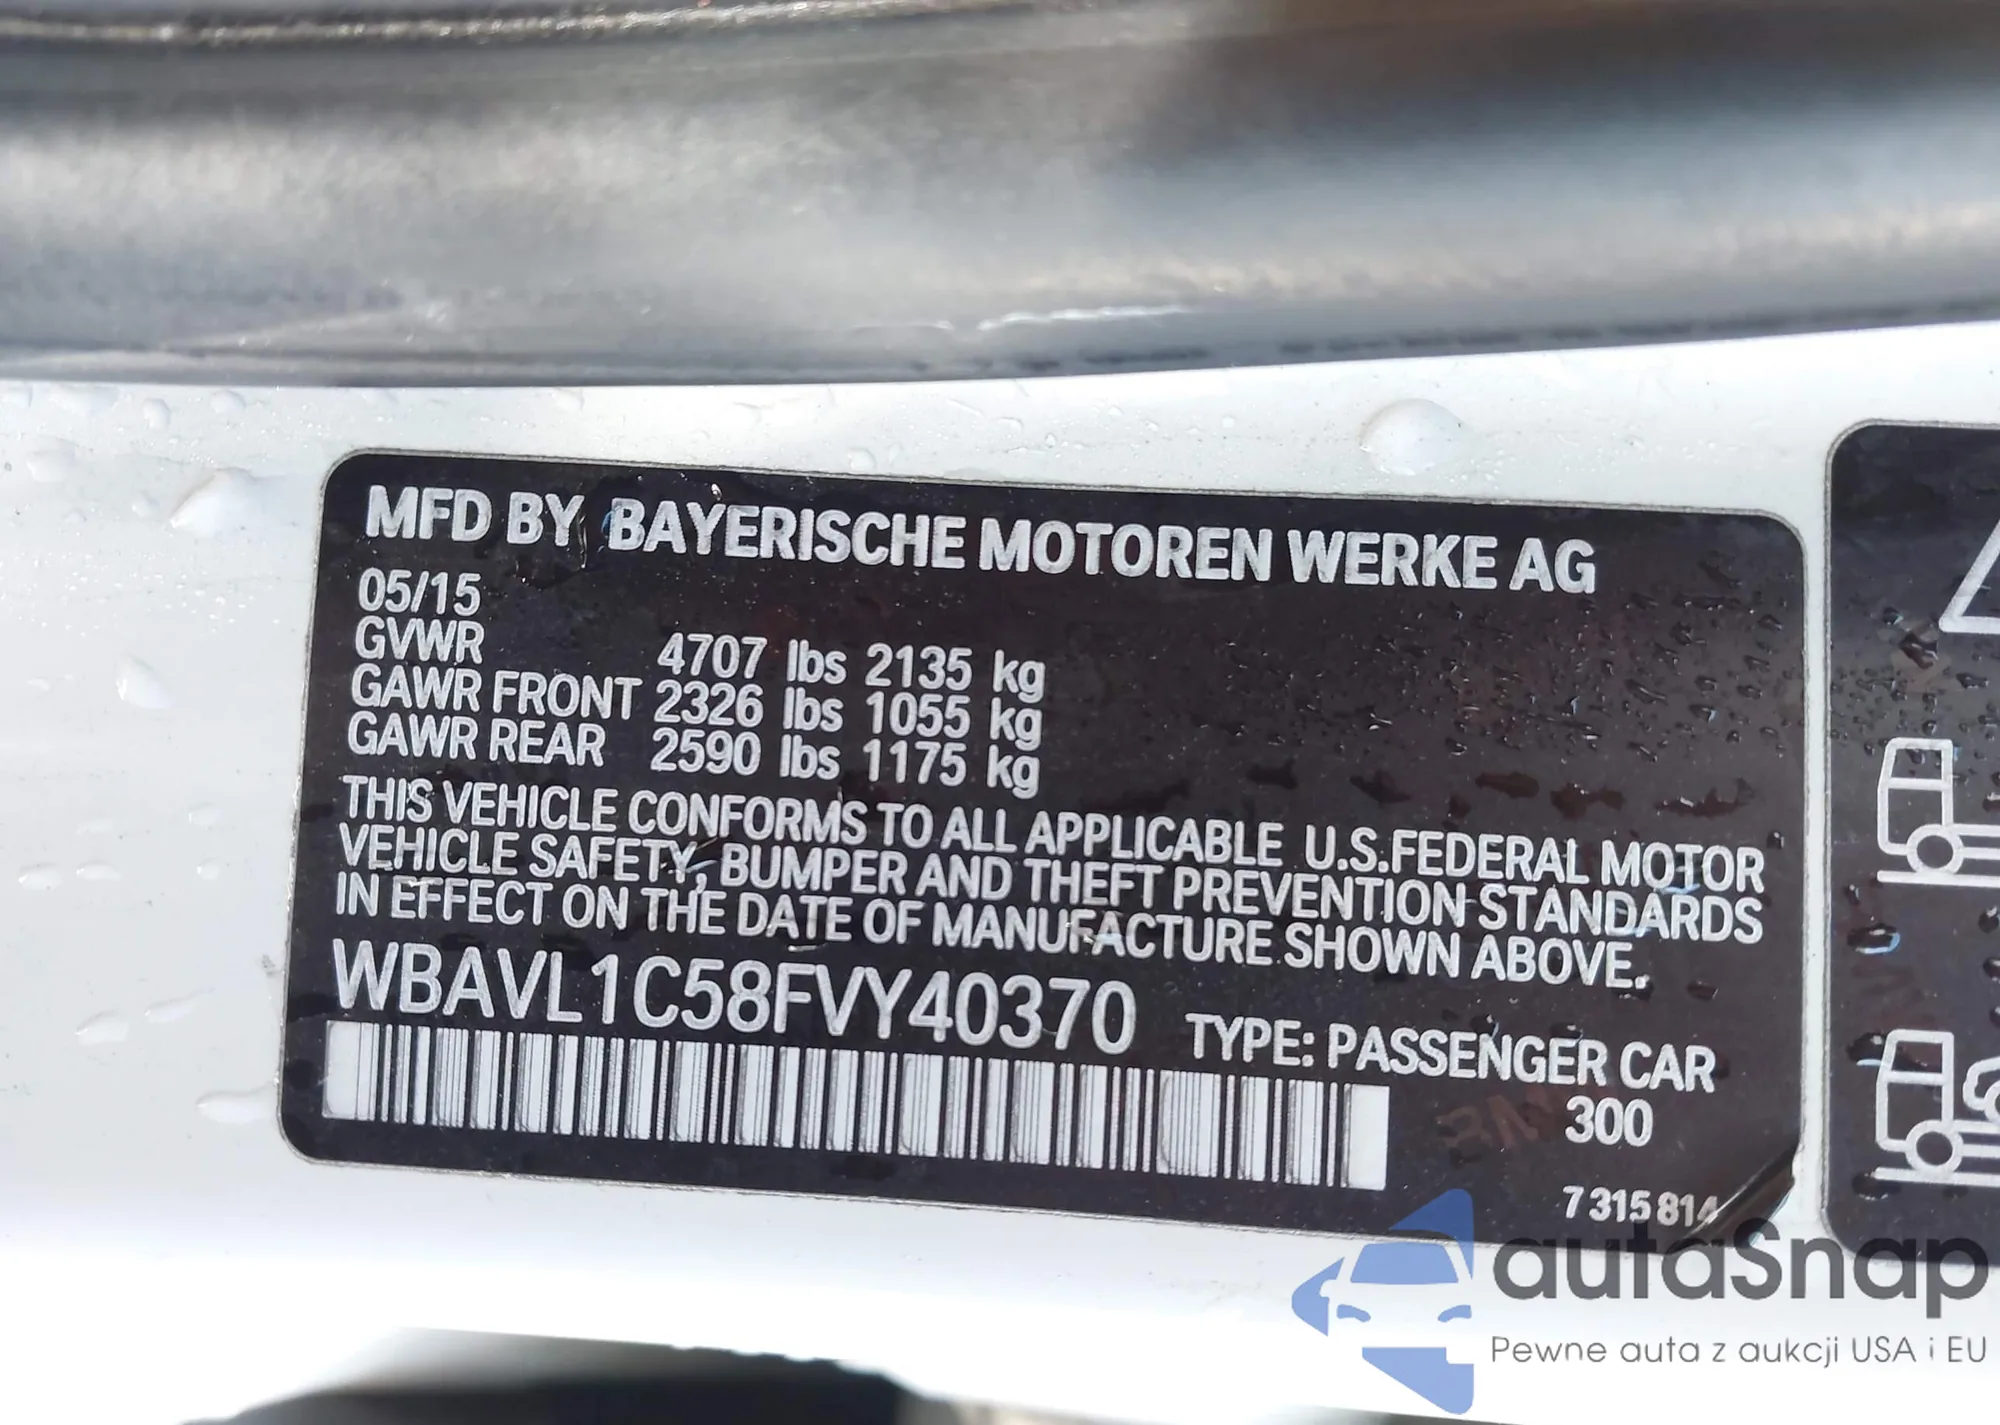 MFD BY BAYERISCHE MOTOREN WERKE AG
05/15
GVWR 4707 lbs 2135 kg
GAWR FRONT 2326 lbs 1055 kg
GAWR REAR 2590 lbs 1175 kg
THIS VEHICLE CONFORMS TO ALL APPLICABLE U.S.FEDERAL MOTOR
VEHICLE SAFETY, BUMPER AND THEFT PREVENTION STANDARDS
IN EFFECT ON THE DATE OF MANUFACTURE SHOWN ABOVE.
WBAVL1C58FVY40370
TYPE: PASSENGER CAR
300
7 315 814
autaSnap
Pewne auta z aukcji USA i EU